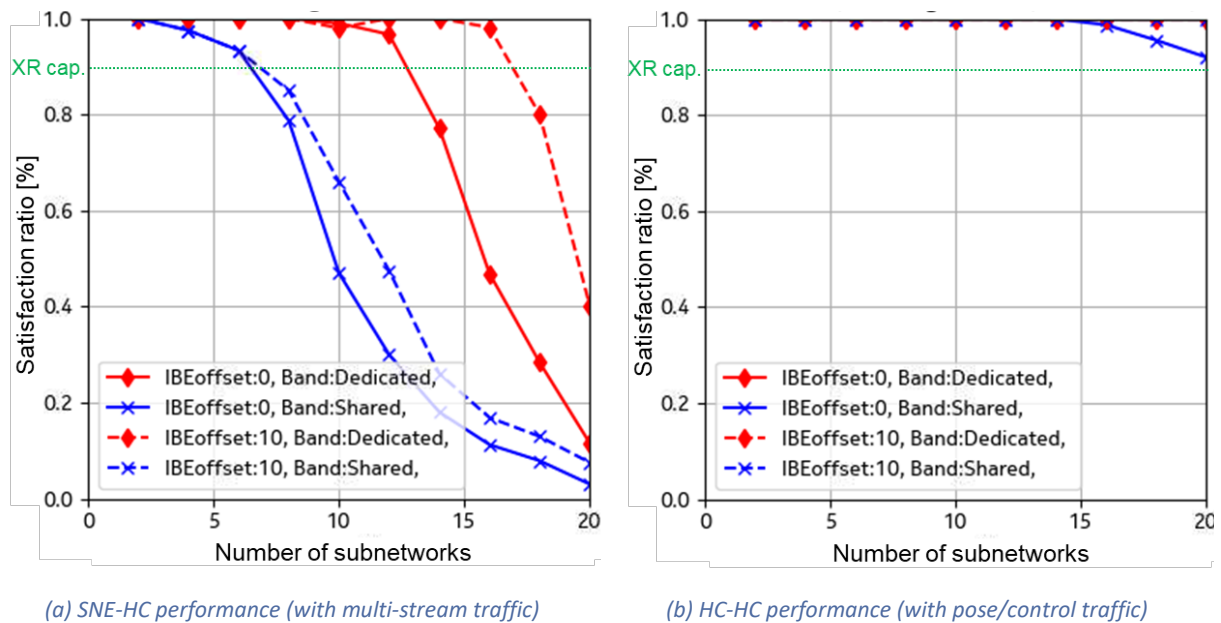 1.0
XR cap.
0.8
0.6
0.4
0.2
0.0
Satisfaction ratio [%]
IBEoffset:0, Band:Dedicated,
IBEoffset:0, Band:Shared,
IBEoffset:10, Band:Dedicated,
IBEoffset:10, Band:Shared,
0 5 10 15 20
Number of subnetworks
(a) SNE-HC performance (with multi-stream traffic)
1.0
XR cap.
0.8
0.6
0.4
0.2
0.0
Satisfaction ratio [%]
IBEoffset:0, Band:Dedicated,
IBEoffset:0, Band:Shared,
IBEoffset:10, Band:Dedicated,
IBEoffset:10, Band:Shared,
0 5 10 15 20
Number of subnetworks
(b) HC-HC performance (with pose/control traffic)